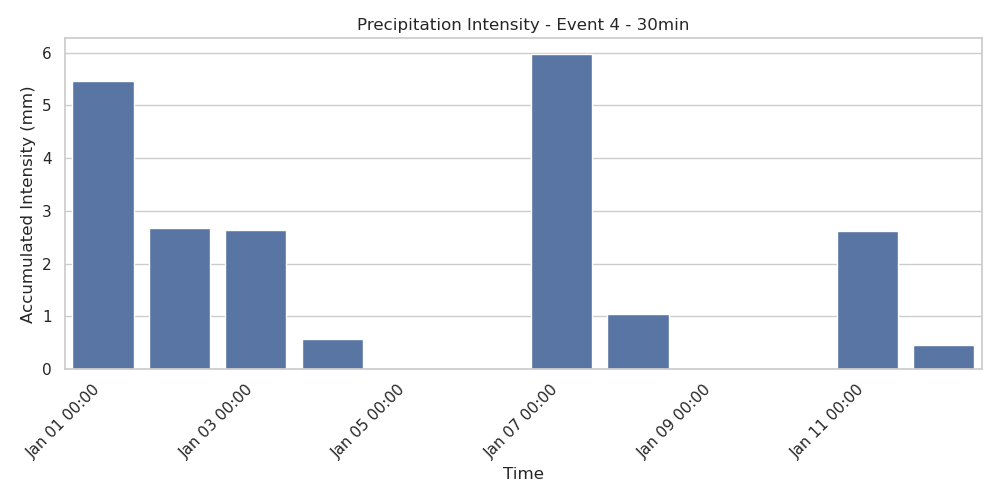 Precipitation Intensity - Event 4 - 30min
Accumulated Intensity (mm)
6
5
4
3
2
1
0
Jan 01 00:00
Jan 03 00:00
Jan 05 00:00
Jan 07 00:00
Jan 09 00:00
Jan 11 00:00
Time